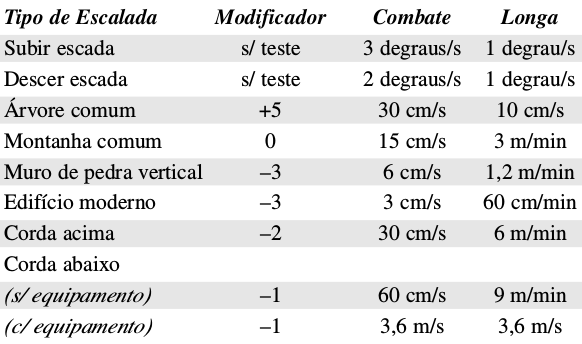 Tipo de Escalada Modificador Combate Longa
Subir escada s/ teste 3 degraus/s 1 degrau/s
Descer escada s/ teste 2 degraus/s 1 degrau/s
Árvore comum +5 30 cm/s 10 cm/s
Montanha comum 0 15 cm/s 3 m/min
Muro de pedra vertical –3 6 cm/s 1,2 m/min
Edifício moderno –3 3 cm/s 60 cm/min
Corda acima –2 30 cm/s 6 m/min
Corda abaixo
(s/ equipamento) –1 60 cm/s 9 m/min
(c/ equipamento) –1 3,6 m/s 3,6 m/s